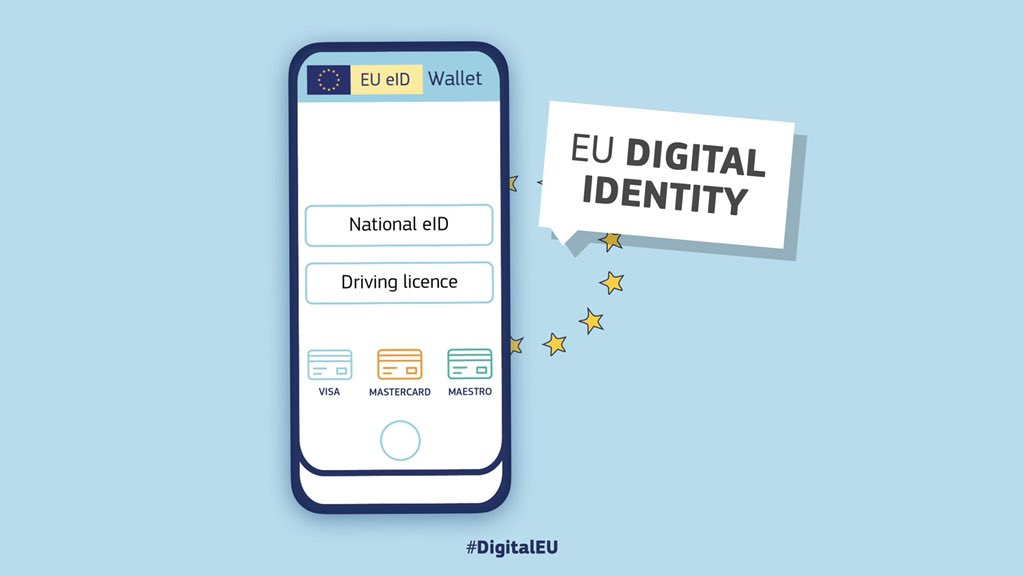 EU eID Wallet
EU DIGITAL
IDENTITY
National eID
Driving licence
VISA MASTERCARD MAESTRO
#DigitalEU